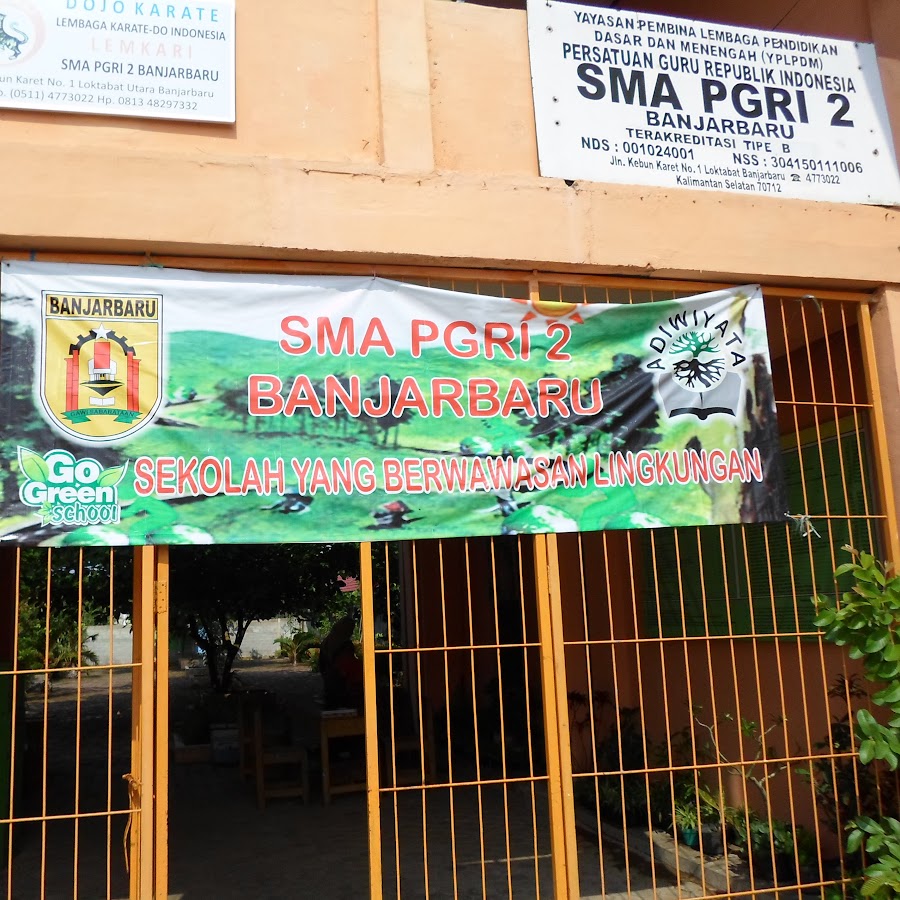 DOJO KARATE
LEMBAGA KARATE-DO INDONESIA
LEMKARI
SMA PGRI 2 BANJARBARU
Karet No. 1 Loktabat Utara Banjarbaru
(0511) 4773022 Hp. 0813 48297332
YAYASAN PEMBINA LEMBAGA PENDIDIKAN
DASAR DAN MENENGAH (YPLPDM)
PERSATUAN GURU REPUBLIK INDONESIA
SMA PGRI 2
BANJARBARU
TERAKREDITASI TIPE B
NDS : 001024001 NSS : 304150111006
Jln. Kebun Karet No. 1 Loktabat Banjarbaru ☎ 4773022
Kalimantan Selatan 70712
BANJARBARU
SMA PGRI 2
BANJARBARU
ADIWIYATA
Go Green School
SEKOLAH YANG BERWAWASAN LINGKUNGAN